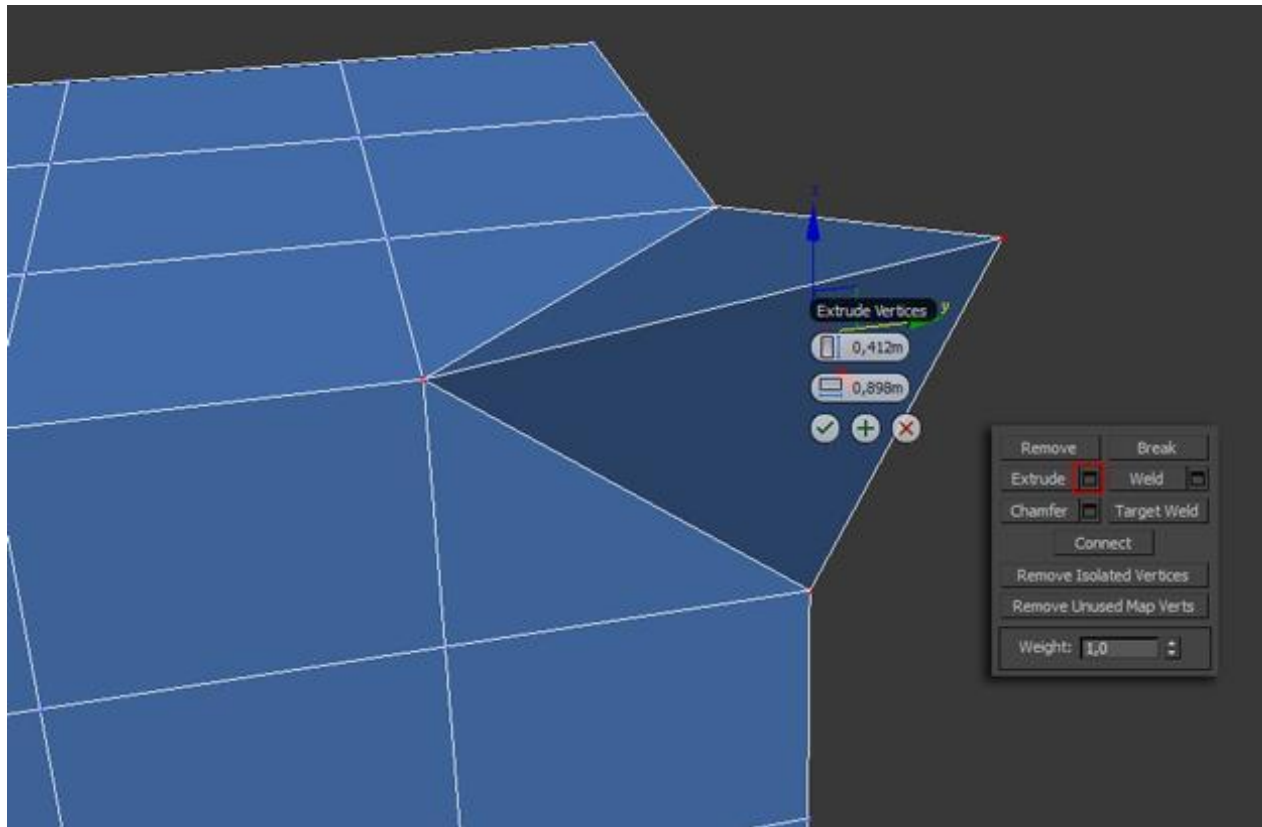 z
Extrude Vertices
y
0,412m
0,898m
Remove
Break
Extrude
Weld
Chamfer
Target Weld
Connect
Remove Isolated Vertices
Remove Unused Map Verts
Weight: 1,0